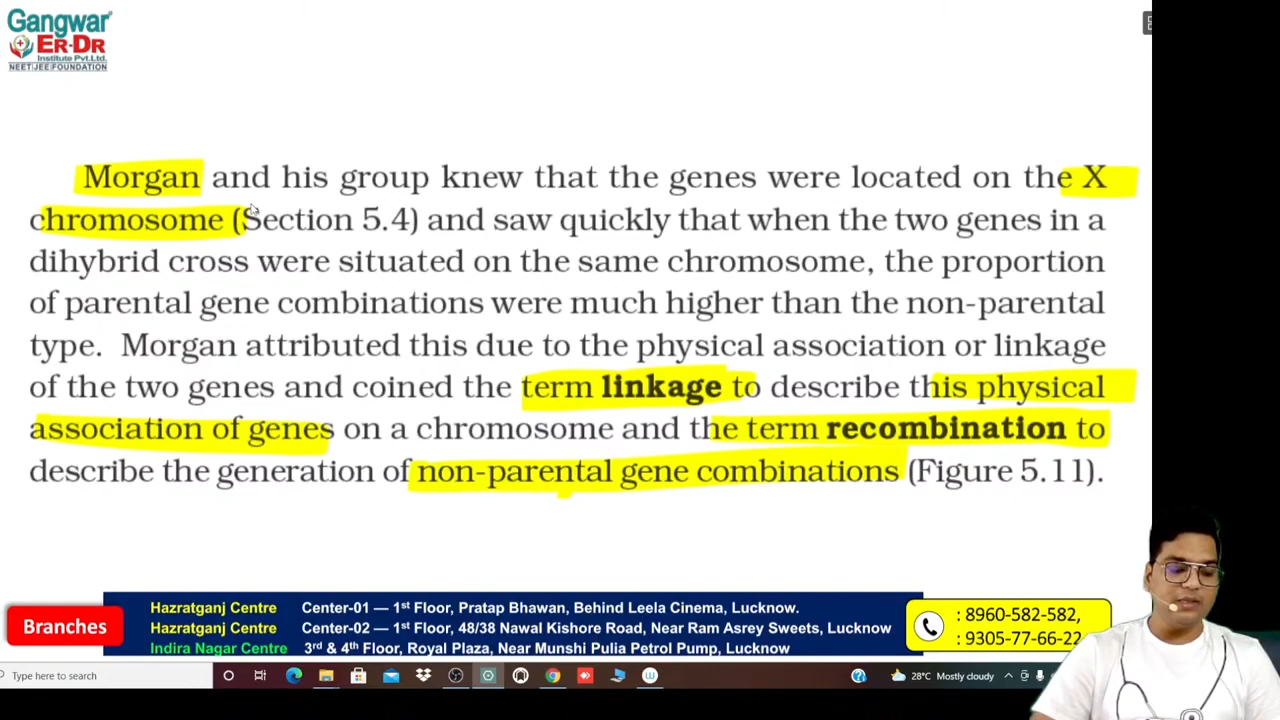 Gangwar
ER-DR
Institute Pvt.Ltd.
NEET|JEE|FOUNDATION
Morgan and his group knew that the genes were located on the X
chromosome (Section 5.4) and saw quickly that when the two genes in a
dihybrid cross were situated on the same chromosome, the proportion
of parental gene combinations were much higher than the non-parental
type. Morgan attributed this due to the physical association or linkage
of the two genes and coined the term linkage to describe this physical
association of genes on a chromosome and the term recombination to
describe the generation of non-parental gene combinations (Figure 5.11).
Branches
Hazratganj Centre Center-01 — 1st Floor, Pratap Bhawan, Behind Leela Cinema, Lucknow.
Hazratganj Centre Center-02 — 1st Floor, 48/38 Nawal Kishore Road, Near Ram Asrey Sweets, Lucknow
Indira Nagar Centre 3rd & 4th Floor, Royal Plaza, Near Munshi Pulia Petrol Pump, Lucknow
: 8960-582-582,
: 9305-77-66-22
Type here to search
28°C Mostly cloudy